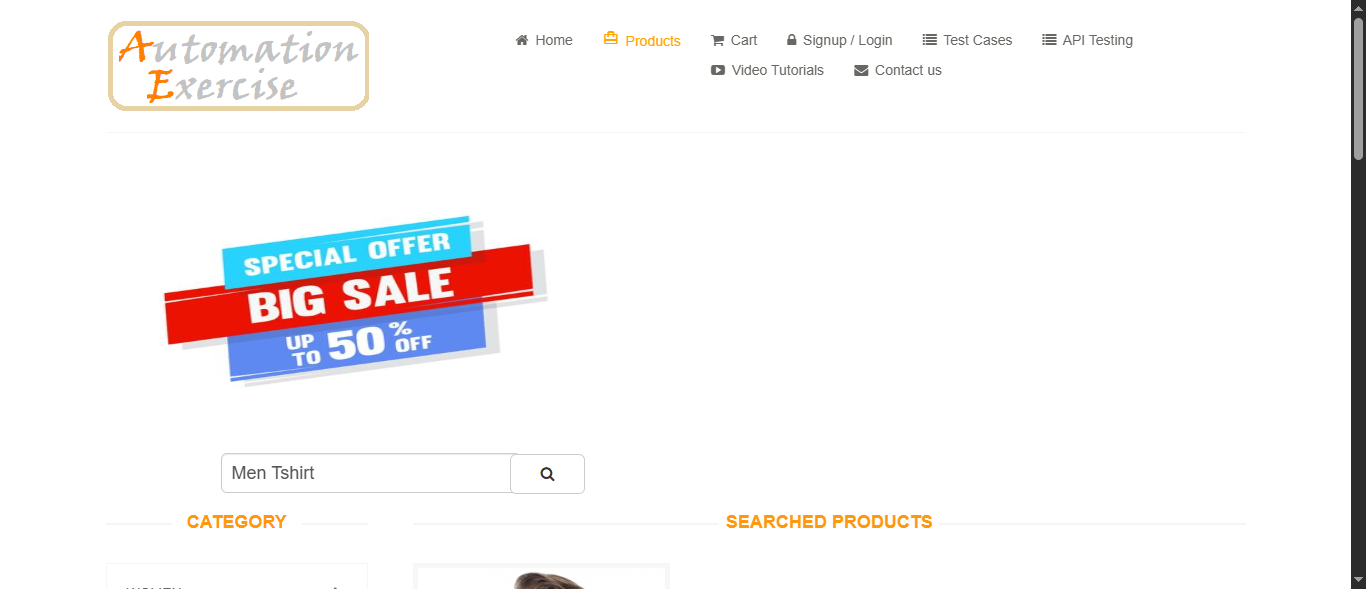 Automation
Exercise
Home Products Cart Signup / Login Test Cases API Testing
Video Tutorials Contact us
SPECIAL OFFER
BIG SALE
UP TO 50% OFF
Men Tshirt
CATEGORY
SEARCHED PRODUCTS
WOMEN